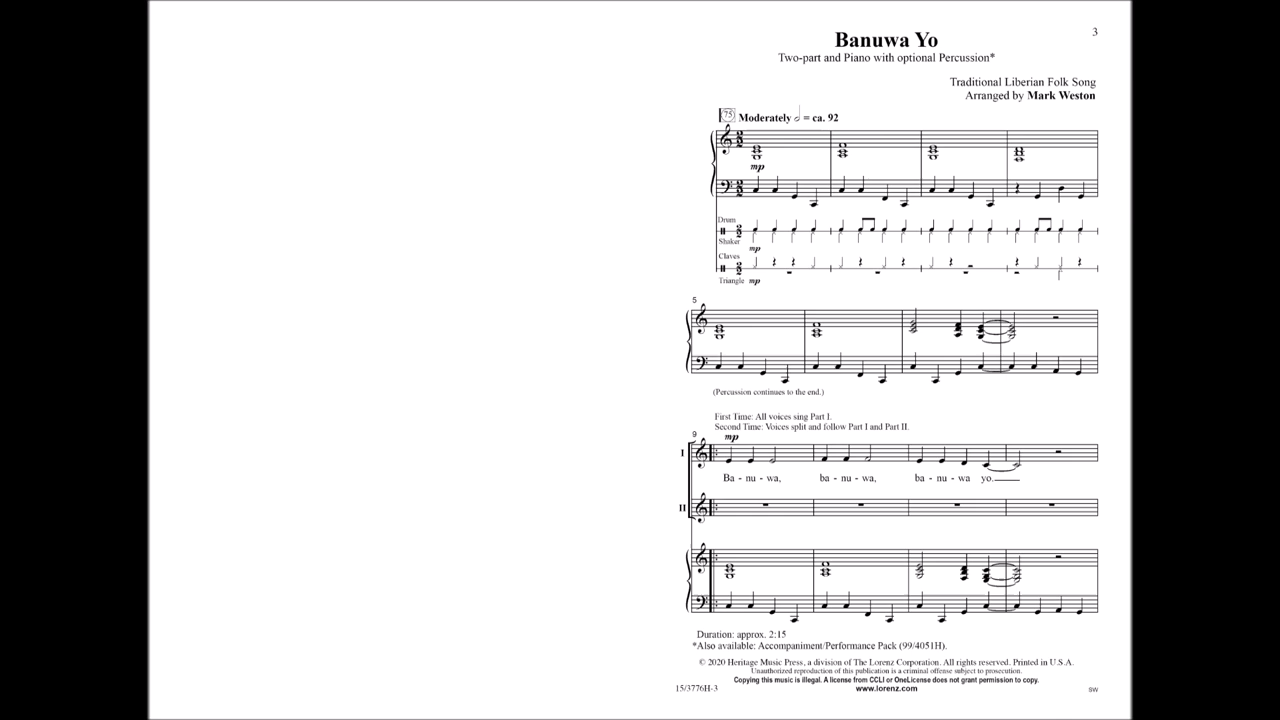 3
Banuwa Yo
Two-part and Piano with optional Percussion*
Traditional Liberian Folk Song
Arranged by Mark Weston
75 Moderately 𝅗𝅥 = ca. 92
mp
Drum
Shaker
mp
Claves
Triangle mp
5
(Percussion continues to the end.)
First Time: All voices sing Part I.
Second Time: Voices split and follow Part I and Part II.
9
mp
I
Ba - nu - wa, ba - nu - wa, ba - nu - wa yo.
II
Duration: approx. 2:15
*Also available: Accompaniment/Performance Pack (99/4051H).
© 2020 Heritage Music Press, a division of The Lorenz Corporation. All rights reserved. Printed in U.S.A.
Unauthorized reproduction of this publication is a criminal offense subject to prosecution.
Copying this music is illegal. A license from CCLI or OneLicense does not grant permission to copy.
15/3776H-3 www.lorenz.com SW